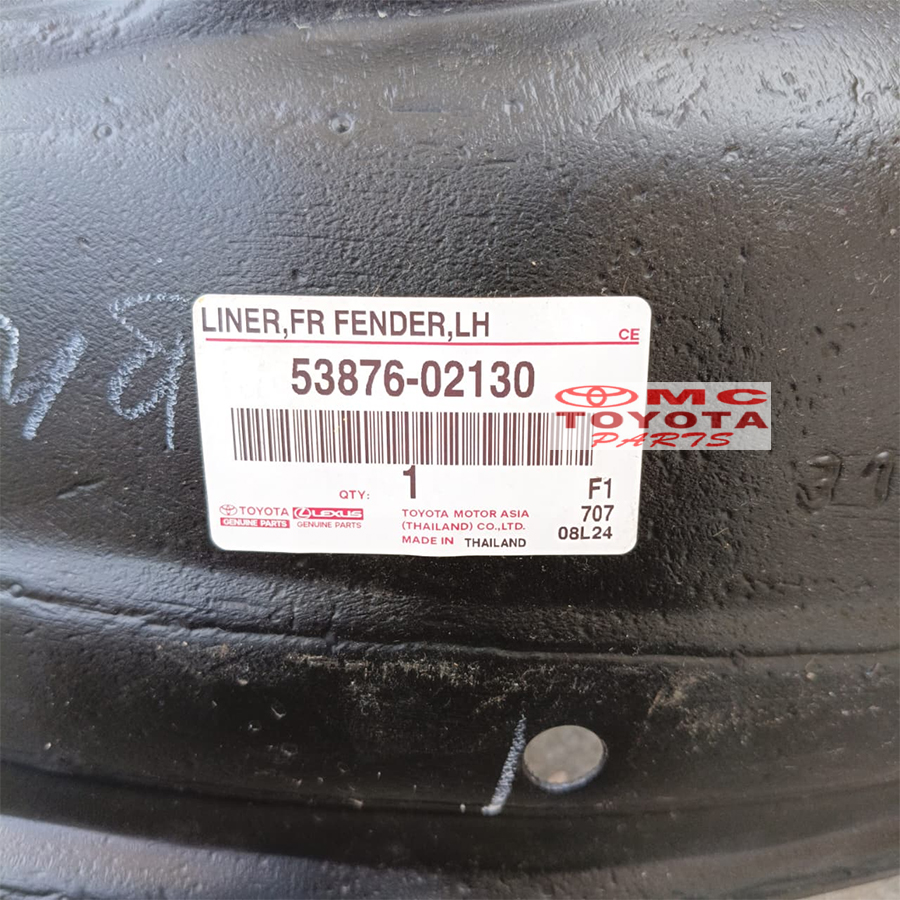 LINER,FR FENDER,LH
CE
53876-02130
OMC
TOYOTA
PARTS
QTY: 1
F1
TOYOTA
GENUINE PARTS
LEXUS
GENUINE PARTS
TOYOTA MOTOR ASIA
(THAILAND) CO.,LTD.
MADE IN THAILAND
707
08L24